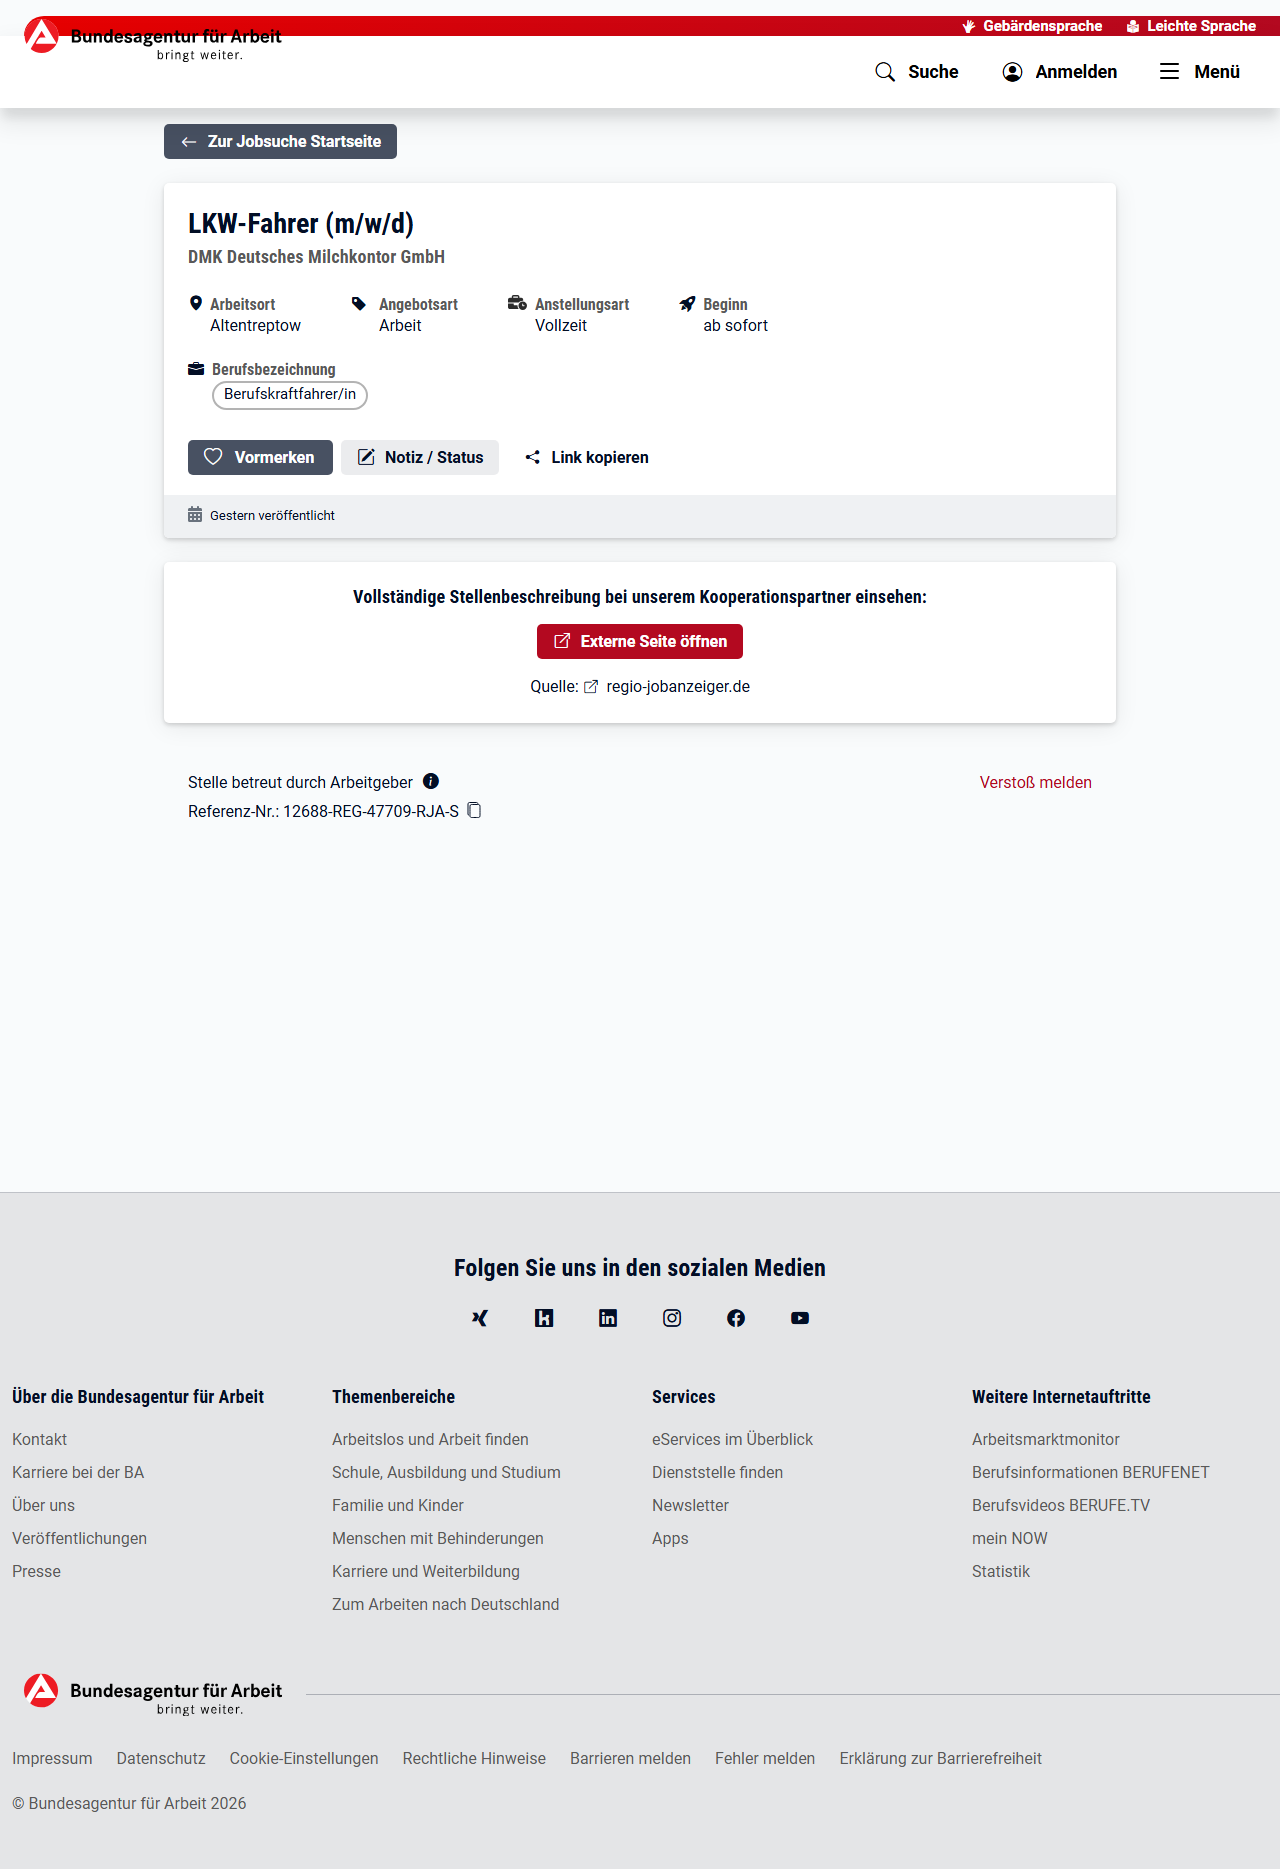 Bundesagentur für Arbeit
bringt weiter.
Gebärdensprache
Leichte Sprache
Suche
Anmelden
Menü
Zur Jobsuche Startseite
LKW-Fahrer (m/w/d)
DMK Deutsches Milchkontor GmbH
Arbeitsort
Altentreptow
Angebotsart
Arbeit
Anstellungsart
Vollzeit
Beginn
ab sofort
Berufsbezeichnung
Berufskraftfahrer/in
Vormerken
Notiz / Status
Link kopieren
Gestern veröffentlicht
Vollständige Stellenbeschreibung bei unserem Kooperationspartner einsehen:
Externe Seite öffnen
Quelle: regio-jobanzeiger.de
Stelle betreut durch Arbeitgeber
Verstoß melden
Referenz-Nr.: 12688-REG-47709-RJA-S
Folgen Sie uns in den sozialen Medien
Über die Bundesagentur für Arbeit
Kontakt
Karriere bei der BA
Über uns
Veröffentlichungen
Presse
Themenbereiche
Arbeitslos und Arbeit finden
Schule, Ausbildung und Studium
Familie und Kinder
Menschen mit Behinderungen
Karriere und Weiterbildung
Zum Arbeiten nach Deutschland
Services
eServices im Überblick
Dienststelle finden
Newsletter
Apps
Weitere Internetauftritte
Arbeitsmarktmonitor
Berufsinformationen BERUFENET
Berufsvideos BERUFE.TV
mein NOW
Statistik
Bundesagentur für Arbeit
bringt weiter.
Impressum
Datenschutz
Cookie-Einstellungen
Rechtliche Hinweise
Barrieren melden
Fehler melden
Erklärung zur Barrierefreiheit
© Bundesagentur für Arbeit 2026